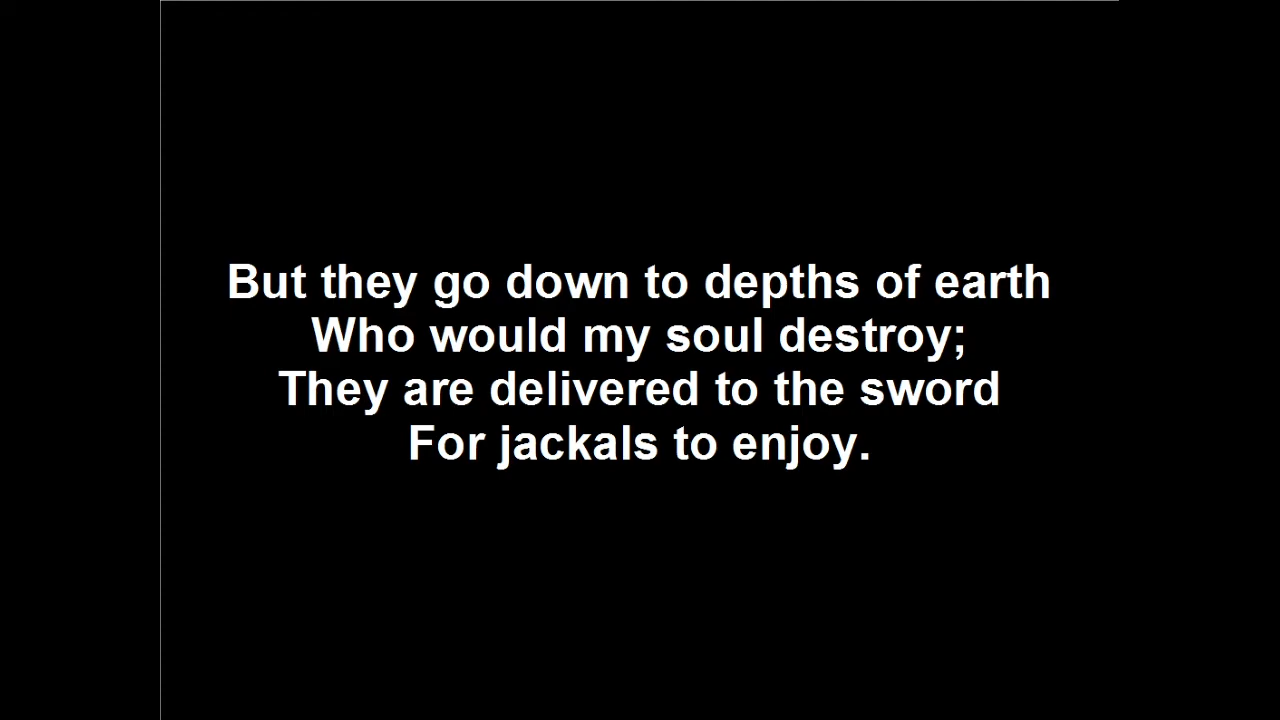 But they go down to depths of earth
Who would my soul destroy;
They are delivered to the sword
For jackals to enjoy.